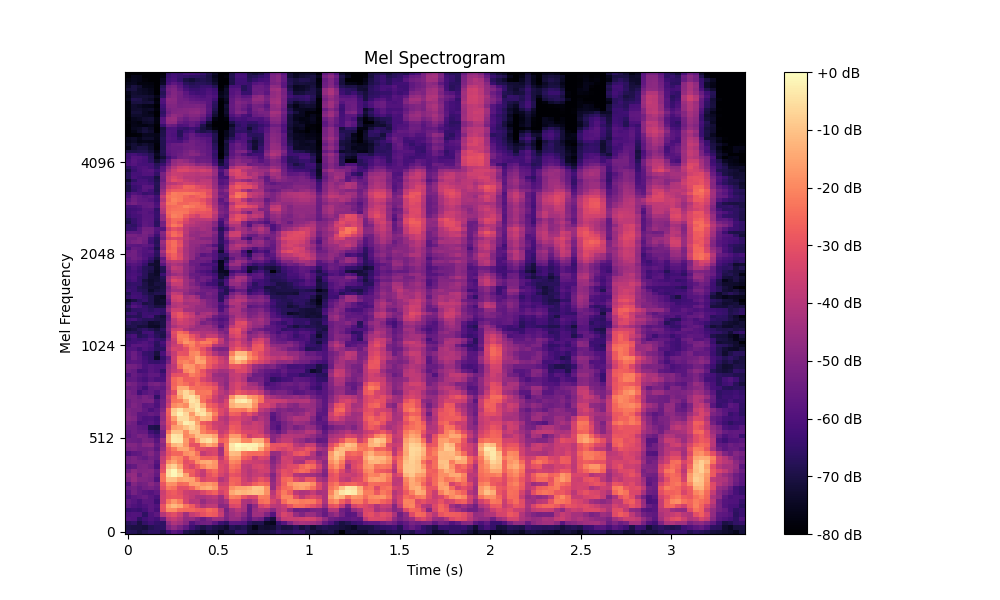 Mel Spectrogram
+0 dB
-10 dB
-20 dB
-30 dB
-40 dB
-50 dB
-60 dB
-70 dB
-80 dB
Mel Frequency
4096
2048
1024
512
0
0
0.5
1
1.5
2
2.5
3
Time (s)